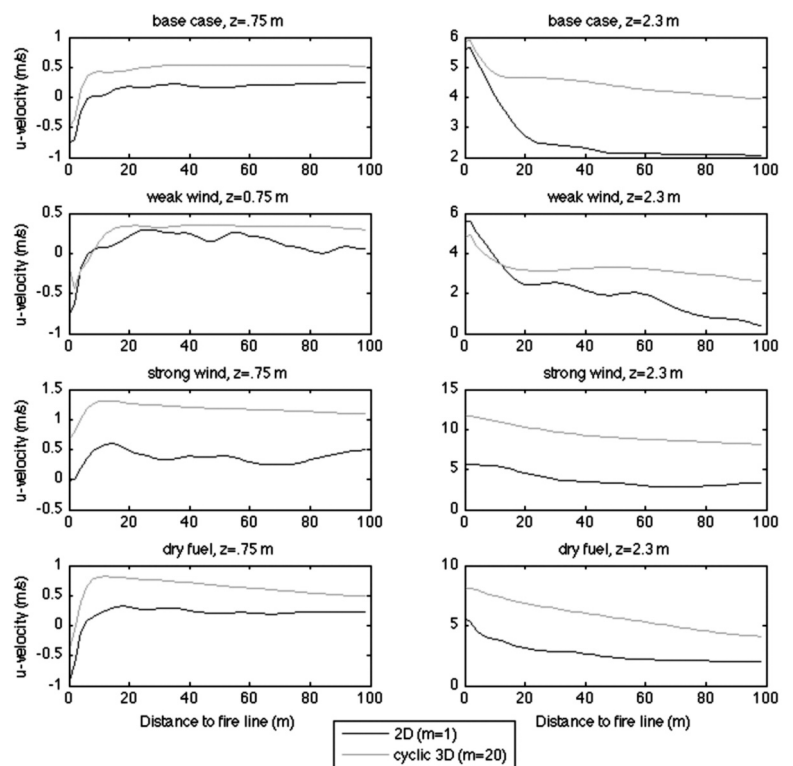 base case, z=.75 m
base case, z=2.3 m
u-velocity (m/s)
1
0.5
0
-0.5
-1
0 20 40 60 80 100
6
5
4
3
2
0 20 40 60 80 100
weak wind, z=0.75 m
weak wind, z=2.3 m
u-velocity (m/s)
0.5
0
-0.5
-1
0 20 40 60 80 100
6
4
2
0
0 20 40 60 80 100
strong wind, z=.75 m
strong wind, z=2.3 m
u-velocity (m/s)
1.5
1
0.5
0
0.5
0 20 40 60 80 100
15
10
5
0
0 20 40 60 80 100
dry fuel, z=.75 m
dry fuel, z=2.3 m
u-velocity (m/s)
1
0.5
0
-0.5
-1
0 20 40 60 80 100
10
5
0
0 20 40 60 80 100
Distance to fire line (m)
Distance to fire line (m)
2D (m=1)
cyclic 3D (m=20)